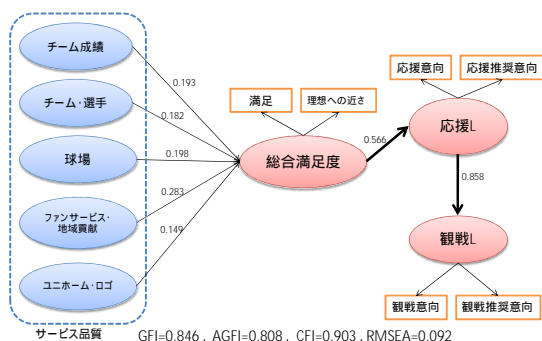 チーム成績
チーム・選手
球場
ファンサービス・
地域貢献
ユニホーム・ロゴ
サービス品質
0.193
0.182
0.198
0.283
0.149
満足
理想への近さ
総合満足度
0.566
応援意向
応援推奨意向
応援L
0.858
観戦L
観戦意向
観戦推奨意向
GFI=0.846 , AGFI=0.808 , CFI=0.903 , RMSEA=0.092